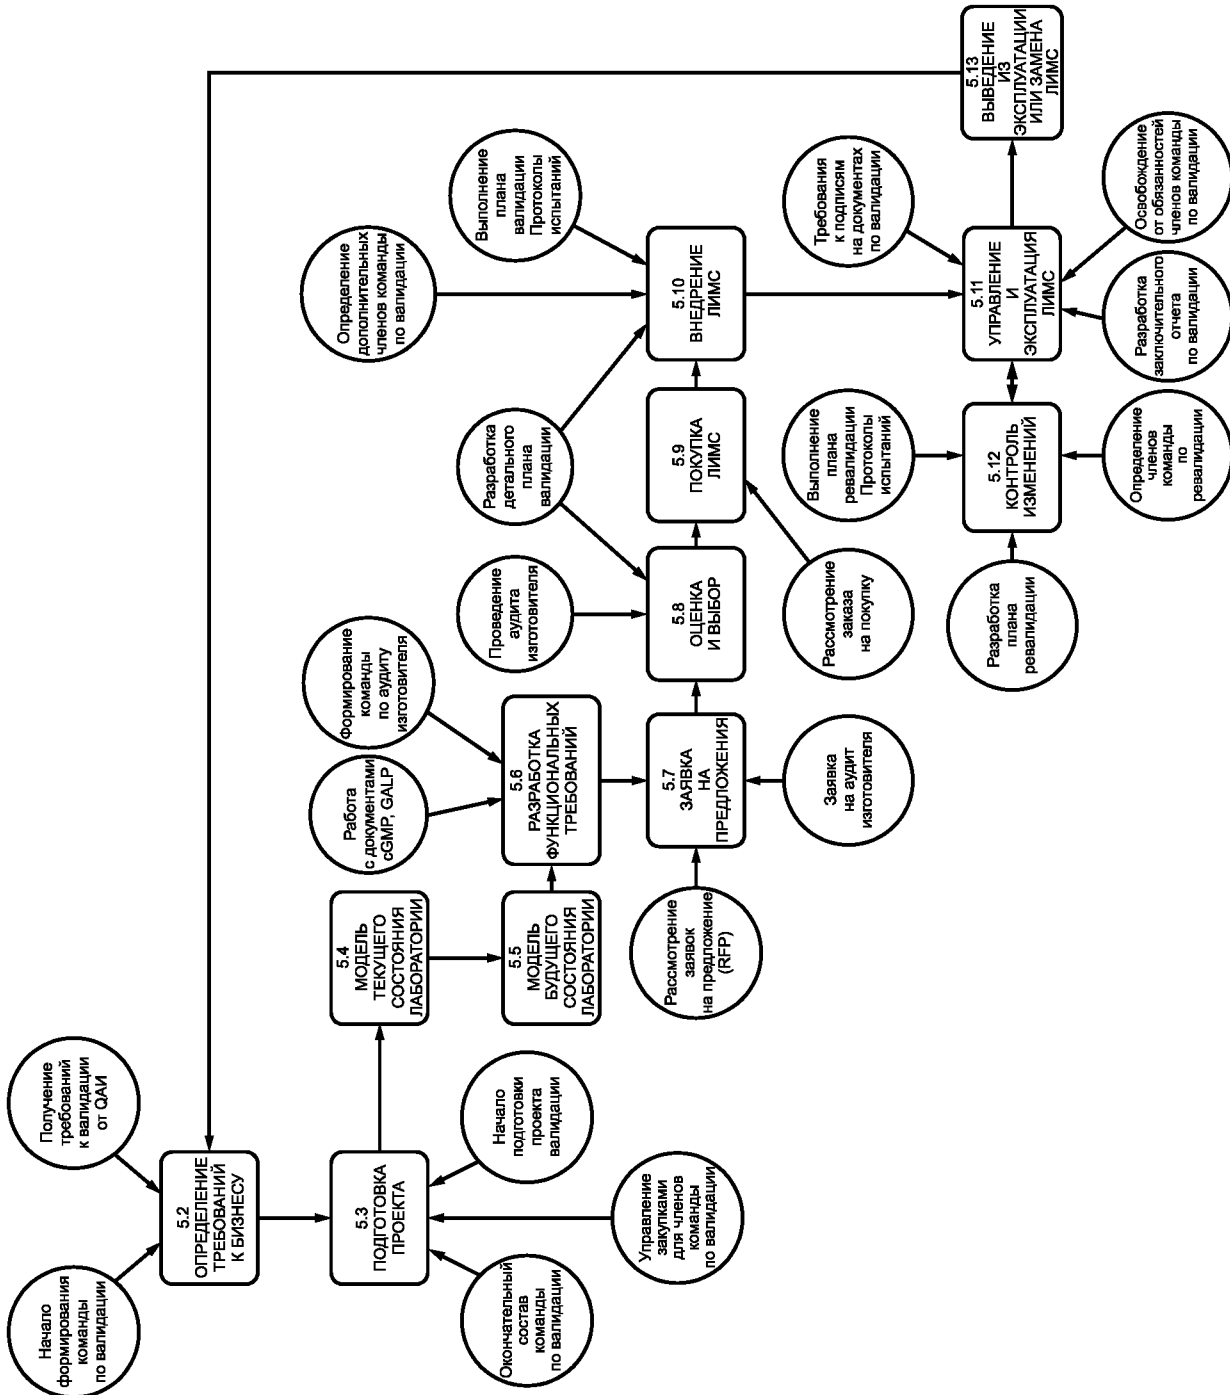 Начало
формирования
команды
по валидации
Получение
требований
к валидации
от QAИ
5.2
ОПРЕДЕЛЕНИЕ
ТРЕБОВАНИЙ
К БИЗНЕСУ
5.3
ПОДГОТОВКА
ПРОЕКТА
Окончательный
состав
команды
по валидации
Управление
закупками
для членов
команды
по валидации
Начало
подготовки
проекта
валидации
5.4
МОДЕЛЬ
ТЕКУЩЕГО
СОСТОЯНИЯ
ЛАБОРАТОРИИ
5.5
МОДЕЛЬ
БУДУЩЕГО
СОСТОЯНИЯ
ЛАБОРАТОРИИ
Работа
с документами
cGMP, GALP
Формирование
команды
по аудиту
изготовителя
5.6
РАЗРАБОТКА
ФУНКЦИОНАЛЬНЫХ
ТРЕБОВАНИЙ
5.7
ЗАЯВКА
НА
ПРЕДЛОЖЕНИЯ
Рассмотрение
заявок
на предложение
(RFP)
Заявка
на аудит
изготовителя
Проведение
аудита
изготовителя
Разработка
детального
плана
валидации
5.8
ОЦЕНКА
И ВЫБОР
5.9
ПОКУПКА
ЛИМС
Рассмотрение
заказа
на покупку
Определение
дополнительных
членов команды
по валидации
Выполнение
плана
валидации
Протоколы
испытаний
5.10
ВНЕДРЕНИЕ
ЛИМС
Требования
к подписям
на документах
по валидации
5.11
УПРАВЛЕНИЕ
И
ЭКСПЛУАТАЦИЯ
ЛИМС
Разработка
заключительного
отчета
по валидации
Освобождение
от обязанностей
членов команды
по валидации
Выполнение
плана
ревалидации
Протоколы
испытаний
5.12
КОНТРОЛЬ
ИЗМЕНЕНИЙ
Разработка
плана
ревалидации
Определение
членов
команды
по
ревалидации
5.13
ВЫВЕДЕНИЕ
ИЗ
ЭКСПЛУАТАЦИИ
ИЛИ ЗАМЕНА
ЛИМС